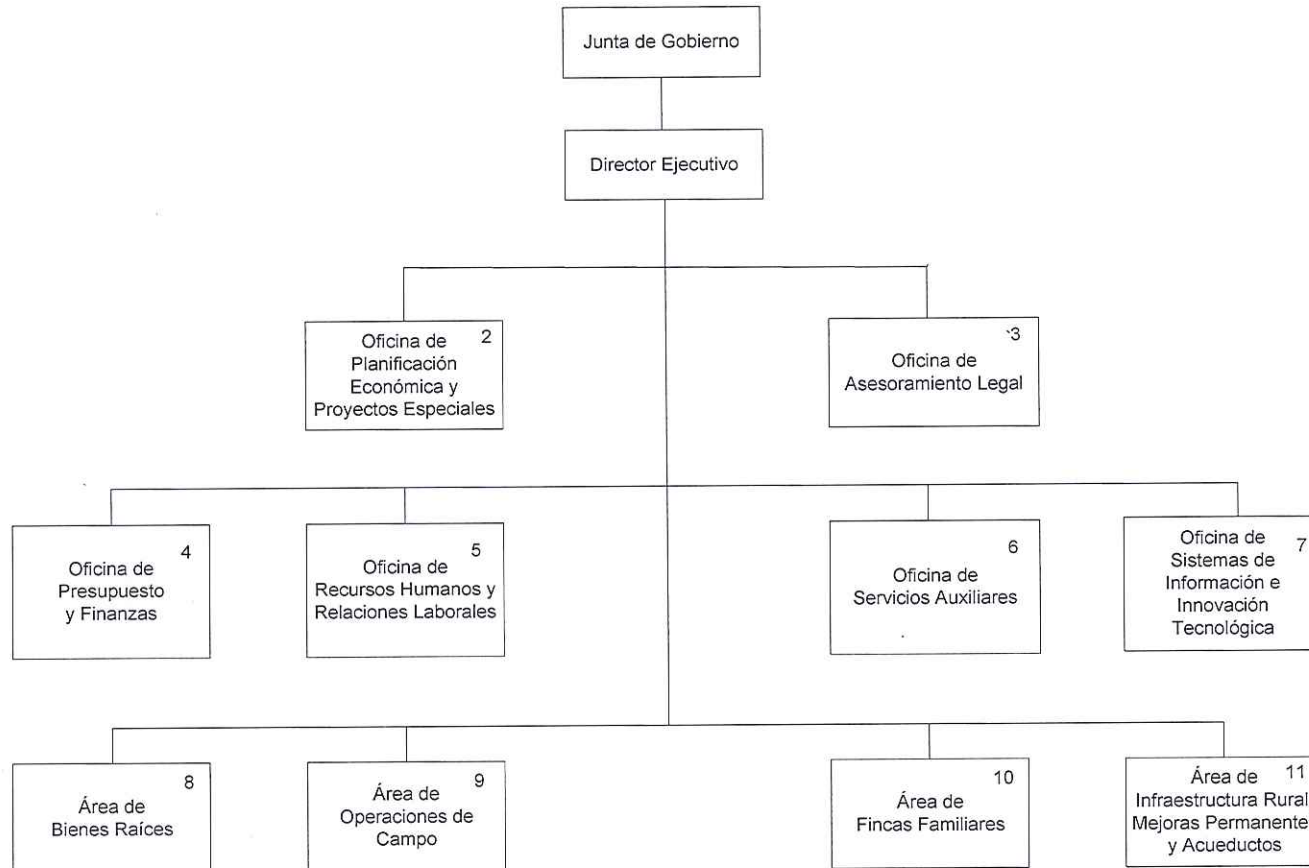 Junta de Gobierno
Director Ejecutivo
2
Oficina de
Planificación
Económica y
Proyectos Especiales
3
Oficina de
Asesoramiento Legal
4
Oficina de
Presupuesto
y Finanzas
5
Oficina de
Recursos Humanos y
Relaciones Laborales
6
Oficina de
Servicios Auxiliares
7
Oficina de
Sistemas de
Información e
Innovación
Tecnológica
8
Área de
Bienes Raíces
9
Área de
Operaciones de
Campo
10
Área de
Fincas Familiares
11
Área de
Infraestructura Rural
Mejoras Permanente
y Acueductos